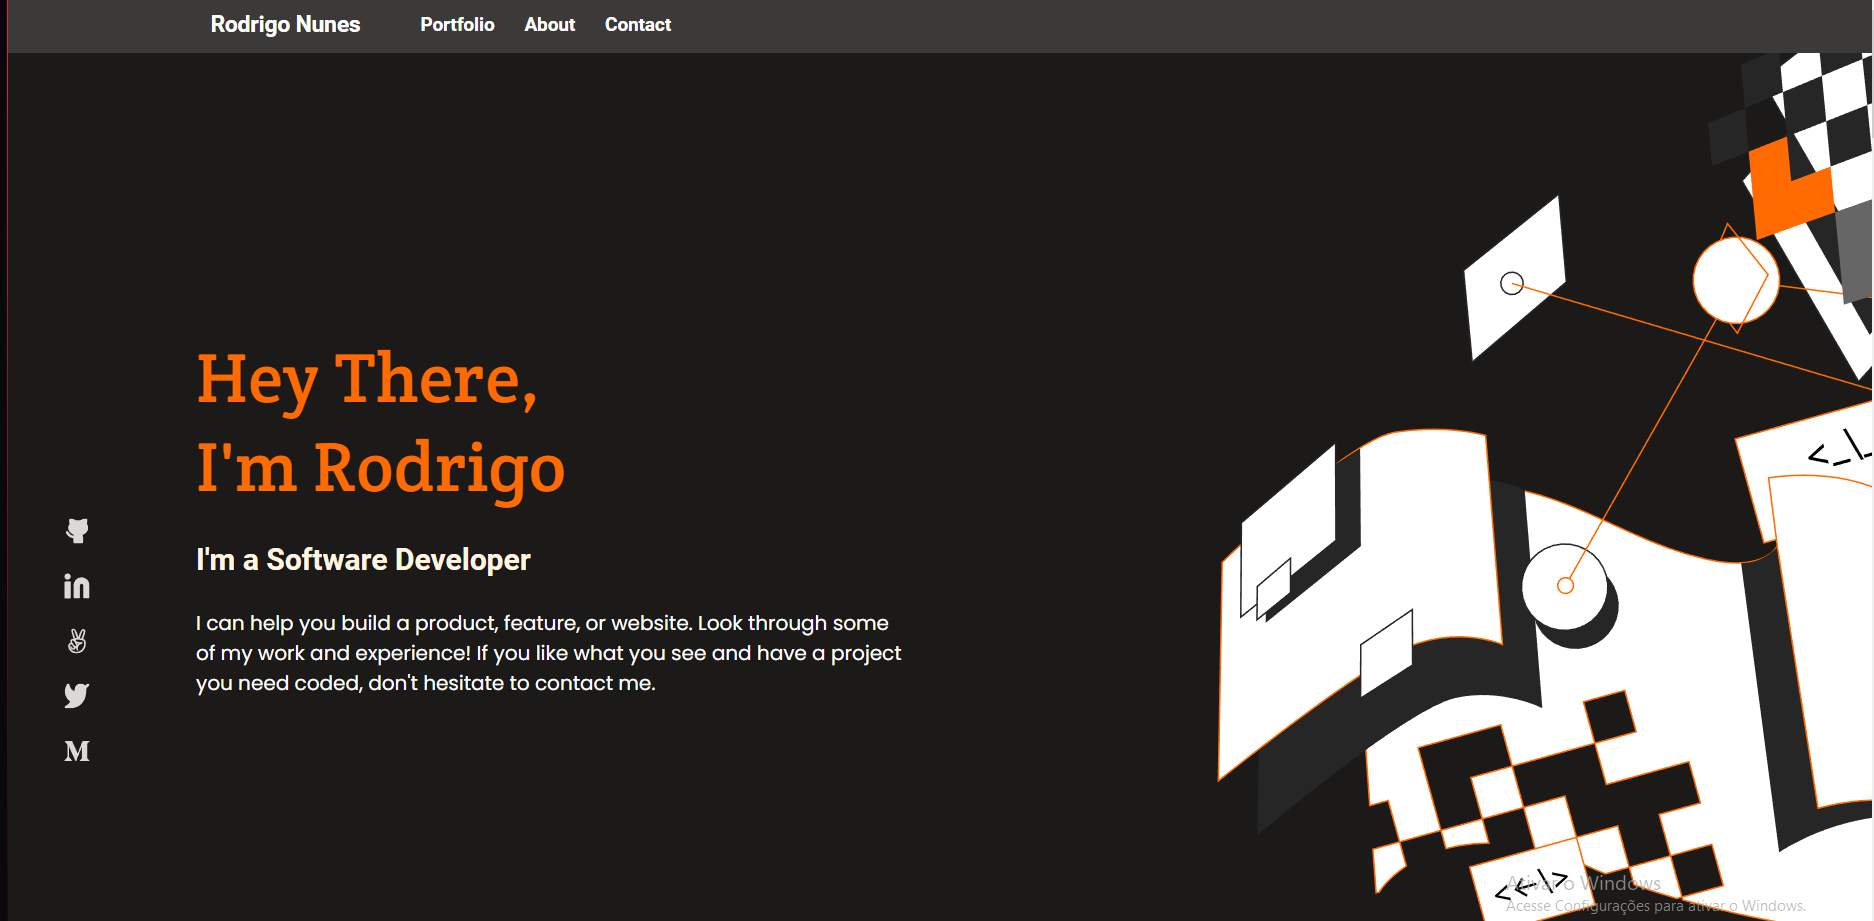 Rodrigo Nunes Portfolio About Contact
Hey There,
I'm Rodrigo
I'm a Software Developer
I can help you build a product, feature, or website. Look through some
of my work and experience! If you like what you see and have a project
you need coded, don't hesitate to contact me.
in
M
<_\_
<<\>
Ativar o Windows
Acesse Configurações para ativar o Windows.